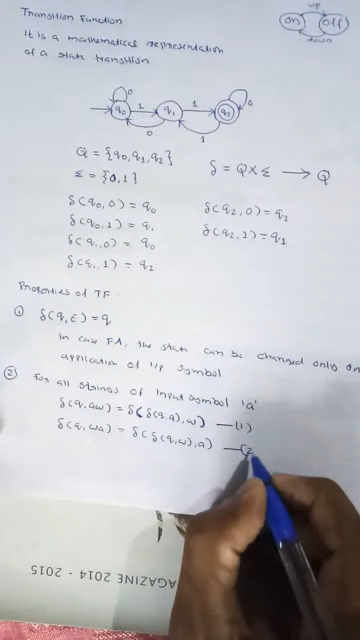 Transition Function
It is a mathematical representation
of a state transition
up
on
off
down
0
1
1
0
q0
q1
q2
0
1
Q = {q0, q1, q2}
Σ = {0, 1}
δ = Q × Σ → Q
δ(q0, 0) = q0
δ(q0, 1) = q1
δ(q1, 0) = q0
δ(q1, 1) = q2
δ(q2, 0) = q2
δ(q2, 1) = q1
Properties of TF
① δ(q, ε) = q
In case FA, the state can be changed only on
application of i/p symbol
② For all strings of input symbol 'a'
δ(q, aw) = δ(δ(q, a), w) —(1)
δ(q, wa) = δ(δ(q, w), a) —(2
AGAZINE 2014 - 2015